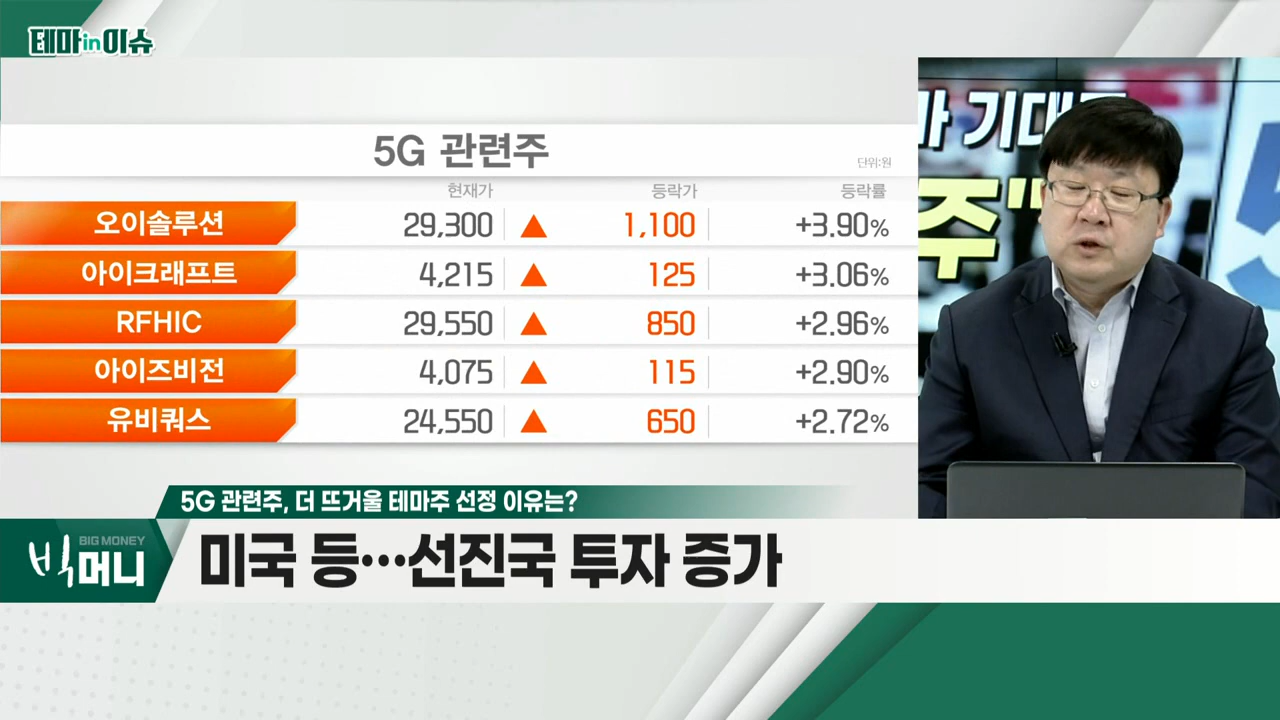 테마in이슈
5G 관련주
단위:원
현재가 등락가 등락률
오이솔루션 29,300 ▲ 1,100 +3.90%
아이크래프트 4,215 ▲ 125 +3.06%
RFHIC 29,550 ▲ 850 +2.96%
아이즈비전 4,075 ▲ 115 +2.90%
유비쿼스 24,550 ▲ 650 +2.72%
기대
주"
5
5G 관련주, 더 뜨거울 테마주 선정 이유는?
BIG MONEY
빅머니
미국 등…선진국 투자 증가